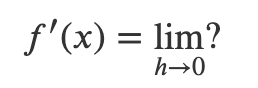 f'(x) = lim?
h→0